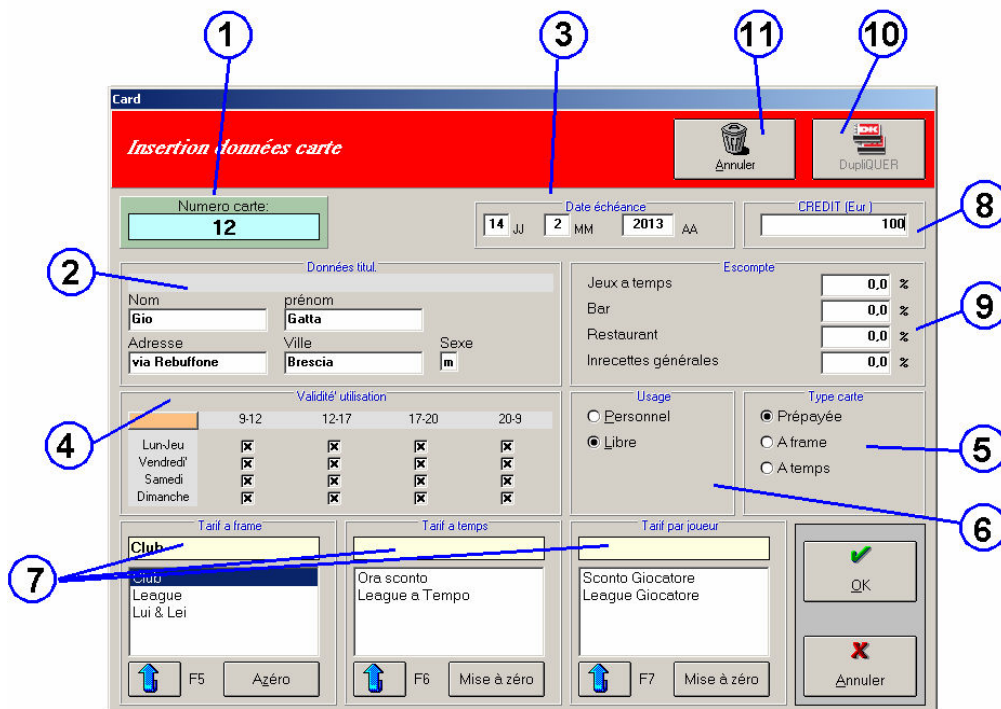 1
3
11
10
Card
Insertion données carte
Annuler
DupliQUER
Numero carte:
12
Date échéance
14 JJ 2 MM 2013 AA
CREDIT (Eur )
100
8
2
Données titul.
Nom prénom
Gio Gatta
Adresse Ville Sexe
via Rebuffone Brescia m
Escompte
Jeux a temps 0,0 %
Bar 0,0 %
Restaurant 0,0 %
Inrecettes générales 0,0 %
9
4
Validité' utilisation
9-12 12-17 17-20 20-9
Lun-Jeu
Vendredi'
Samedi
Dimanche
Usage
Personnel
Libre
Type carte
Prépayée
A frame
A temps
5
6
7
Tarif a frame
Club
Club
League
Lui & Lei
F5 Azéro
Tarif a temps
Ora sconto
League a Tempo
F6 Mise à zéro
Tarif par joueur
Sconto Giocatore
League Giocatore
F7 Mise à zéro
OK
Annuler